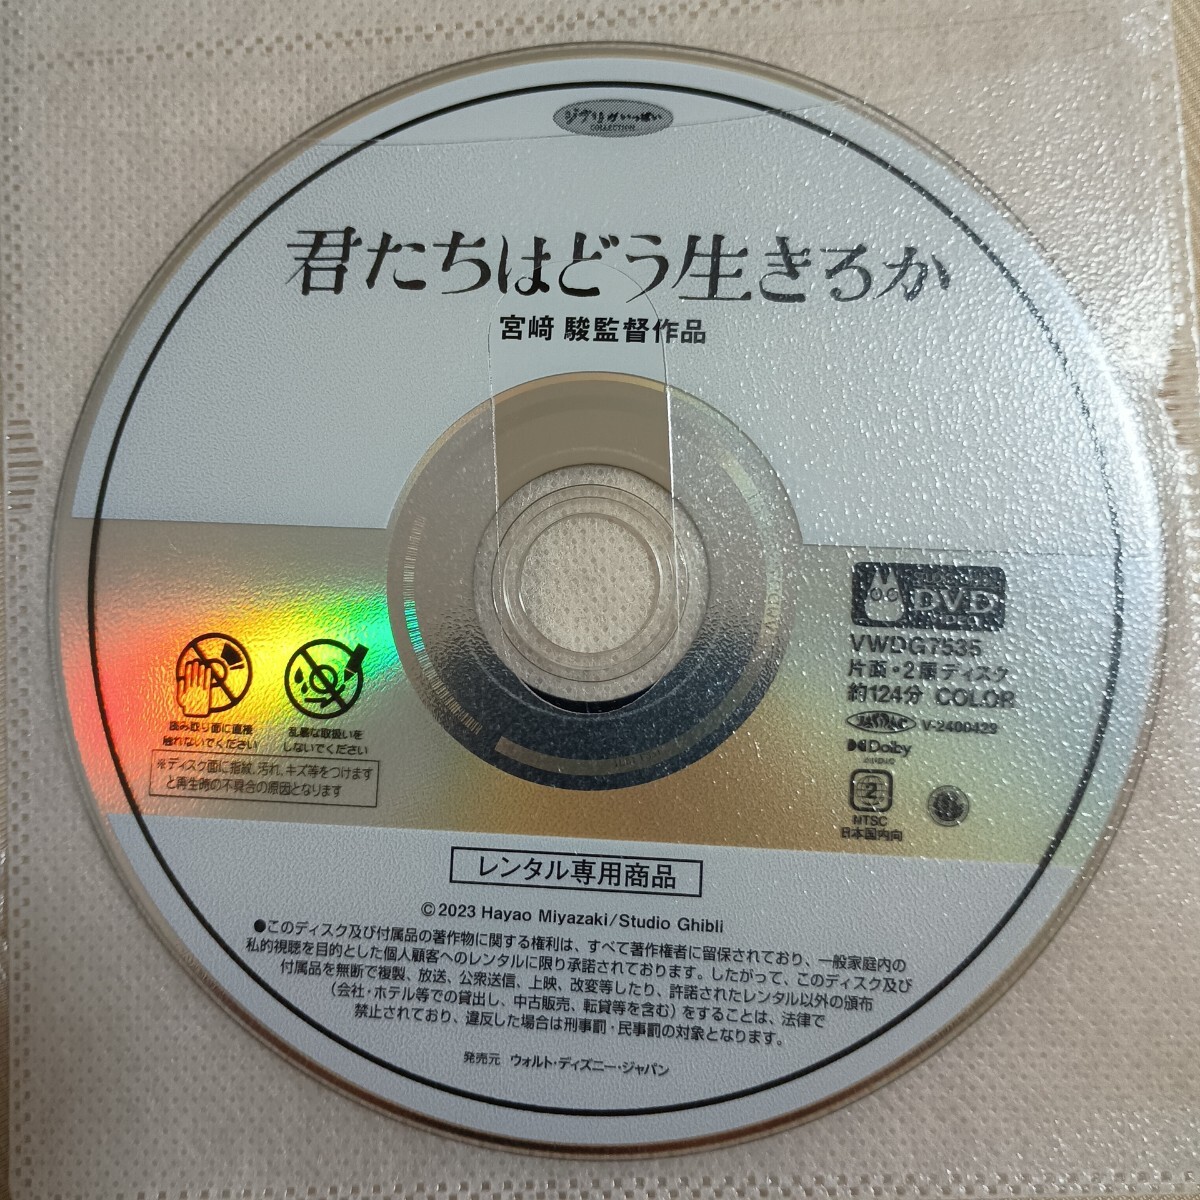 ジブリがいっぱい
COLLECTION
君たちはどう生きるか
宮﨑 駿監督作品
DVD
VWDG7535
片面・2層ディスク
約124分 COLOR
V-2400429
Dolby
2
NTSC
日本国内向
読み取り面に直接
触れないでください
乱暴な取扱いを
しないでください
※ディスク面に指紋、汚れ、キズ等をつけます
と再生時の不具合の原因となります
レンタル専用商品
©2023 Hayao Miyazaki/Studio Ghibli
●このディスク及び付属品の著作物に関する権利は、すべて著作権者に留保されており、一般家庭内の
私的視聴を目的とした個人顧客へのレンタルに限り承諾されております。したがって、このディスク及び
付属品を無断で複製、放送、公衆送信、上映、改変等したり、許諾されたレンタル以外の頒布
(会社・ホテル等での貸出し、中古販売、転貸等を含む)をすることは、法律で
禁止されており、違反した場合は刑事罰・民事罰の対象となります。
発売元 ウォルト・ディズニー・ジャパン